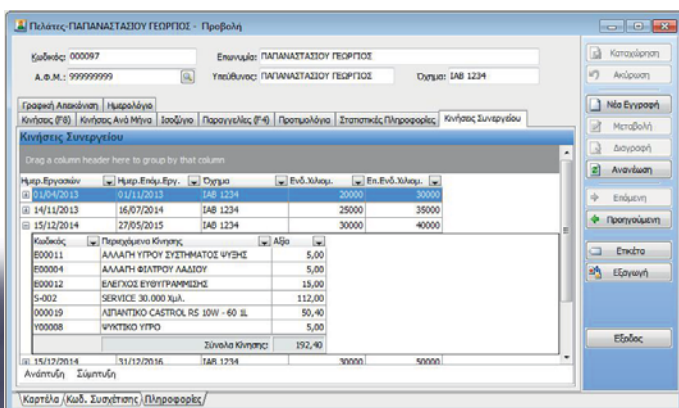 Πελάτες-ΠΑΠΑΝΑΣΤΑΣΙΟΥ ΓΕΩΡΓΙΟΣ - Προβολή
Κωδικός: 000097 Επωνυμία: ΠΑΠΑΝΑΣΤΑΣΙΟΥ ΓΕΩΡΓΙΟΣ
Α.Φ.Μ.: 999999999 Υπεύθυνος: ΠΑΠΑΝΑΣΤΑΣΙΟΥ ΓΕΩΡΓΙΟΣ Όχημα: ΙΑΒ 1234
Γραφική Απεικόνιση Ημερολόγιο
Κινήσεις (F6) Κινήσεις Ανά Μήνα Ισοζύγιο Παραγγελίες (F4) Προτιμολόγια Στατιστικές Πληροφορίες Κινήσεις Συνεργείου
Κινήσεις Συνεργείου
Drag a column header here to group by that column
Ημερ.Εργασιών Ημερ.Επόμ.Εργ. Όχημα Ενδ.Χιλιομ. Επ.Ενδ.Χιλιομ.
01/04/2013 01/11/2013 ΙΑΒ 1234 20000 30000
14/11/2013 16/07/2014 ΙΑΒ 1234 25000 35000
15/12/2014 27/05/2015 ΙΑΒ 1234 30000 40000
Κωδικός Περιεχόμενα Κίνησης Αξία
Ε00011 ΑΛΛΑΓΗ ΥΓΡΟΥ ΣΥΣΤΗΜΑΤΟΣ ΨΥΞΗΣ 5,00
Ε00004 ΑΛΛΑΓΗ ΦΙΛΤΡΟΥ ΛΑΔΙΟΥ 5,00
Ε00012 ΕΛΕΓΧΟΣ ΕΥΘΥΓΡΑΜΜΙΣΗΣ 15,00
S-002 SERVICE 30.000 Χμλ. 112,00
000019 ΛΙΠΑΝΤΙΚΟ CASTROL RS 10W - 60 1L 50,40
Υ00008 ΨΥΚΤΙΚΟ ΥΓΡΟ 5,00
Σύνολα Κίνησης: 192,40
15/12/2014 31/12/2016 ΙΑΒ 1234 30000 50000
Ανάπτυξη Σύμπτυξη
Καρτέλα Κωδ. Συσχέτισης Πληροφορίες
Καταχώρηση
Ακύρωση
Νέα Εγγραφή
Μεταβολή
Διαγραφή
Ανανέωση
Επόμενη
Προηγούμενη
Ετικέτα
Εξαγωγή
Έξοδος